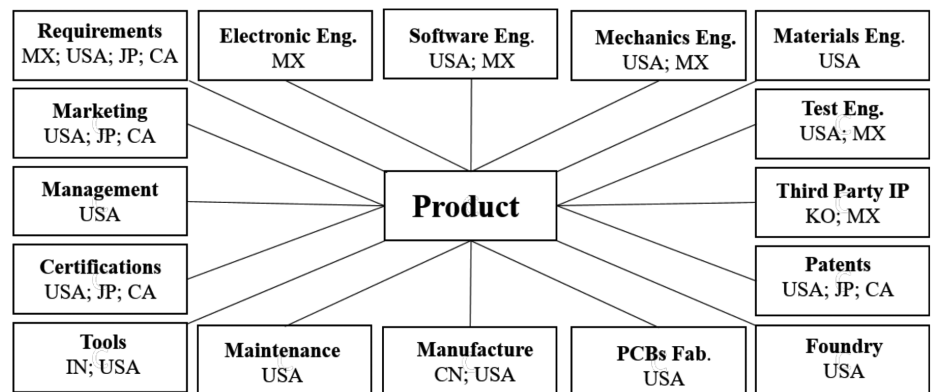 Requirements
MX; USA; JP; CA
Electronic Eng.
MX
Software Eng.
USA; MX
Mechanics Eng.
USA; MX
Materials Eng.
USA
Marketing
USA; JP; CA
Test Eng.
USA; MX
Management
USA
Product
Third Party IP
KO; MX
Certifications
USA; JP; CA
Patents
USA; JP; CA
Tools
IN; USA
Maintenance
USA
Manufacture
CN; USA
PCBs Fab.
USA
Foundry
USA